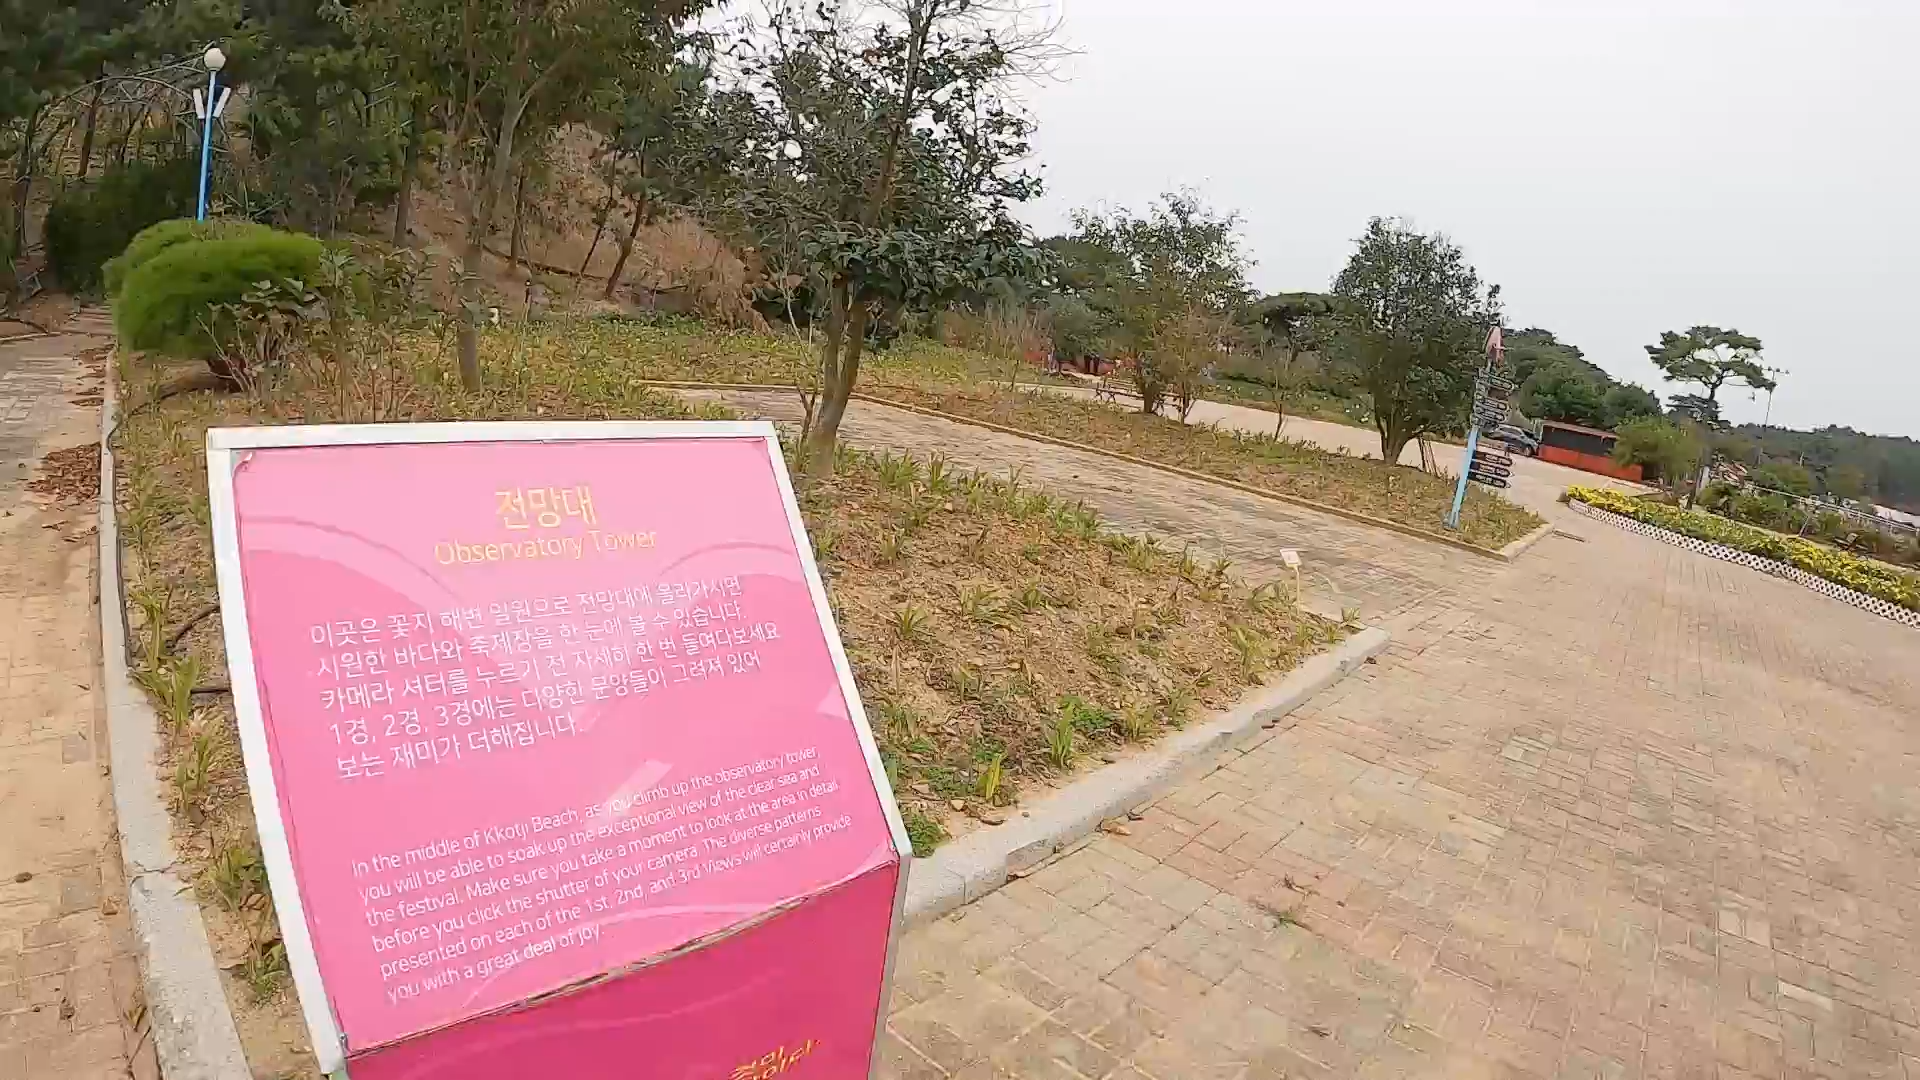 전망대
Observatory Tower
이곳은 꽃지 해변 일원으로 전망대에 올라가시면
시원한 바다와 축제장을 한 눈에 볼 수 있습니다.
카메라 셔터를 누르기 전 자세히 한 번 들여다보세요
1경, 2경, 3경에는 다양한 문양들이 그려져 있어
보는 재미가 더해집니다.
In the middle of Kkotji Beach, as you climb up the observatory tower,
you will be able to soak up the exceptional view of the clear sea and
the festival. Make sure you take a moment to look at the area in detail
before you click the shutter of your camera. The diverse patterns
presented on each of the 1st, 2nd, and 3rd Views will certainly provide
you with a great deal of joy.